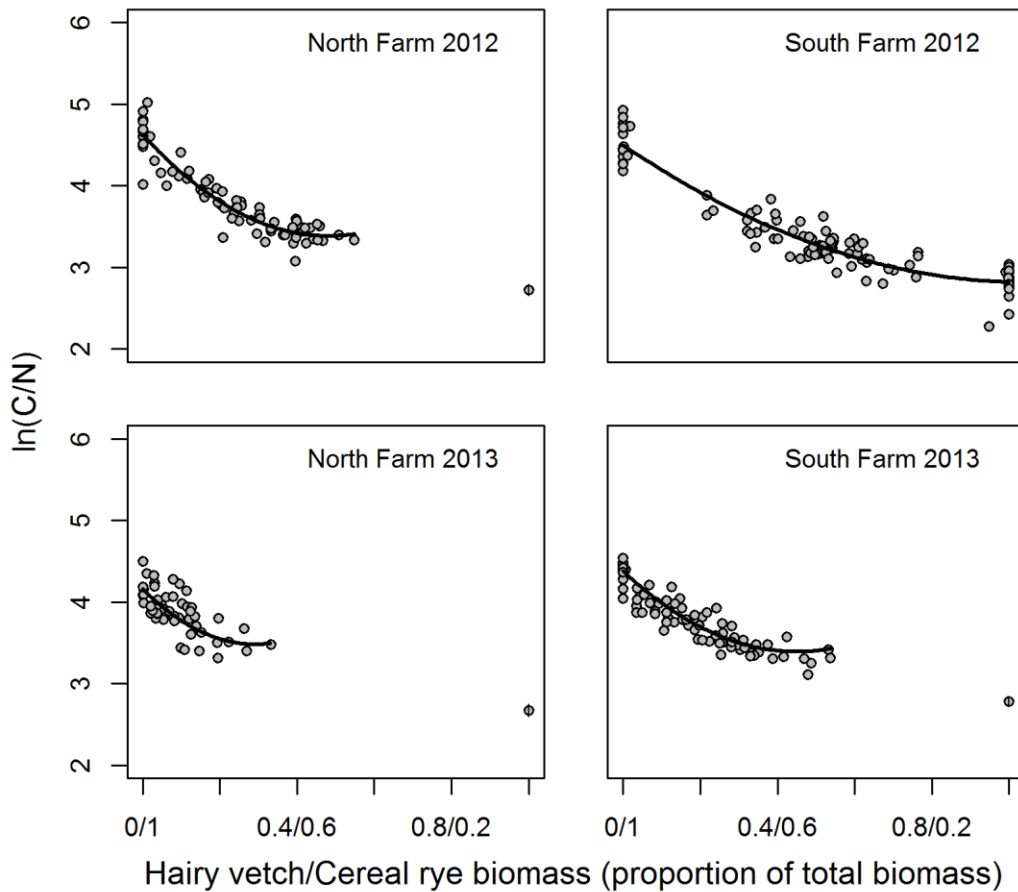 North Farm 2012
South Farm 2012
6
5
4
3
2
North Farm 2013
South Farm 2013
6
5
4
3
2
ln(C/N)
0/1 0.4/0.6 0.8/0.2 0/1 0.4/0.6 0.8/0.2
Hairy vetch/Cereal rye biomass (proportion of total biomass)